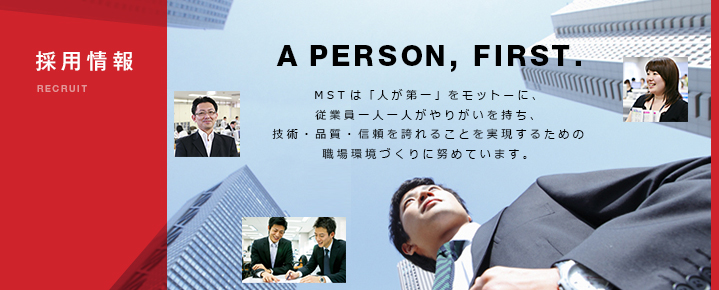 採用情報
RECRUIT
A PERSON, FIRST.
MSTは「人が第一」をモットーに、
従業員一人一人がやりがいを持ち、
技術・品質・信頼を誇れることを実現するための
職場環境づくりに努めています。